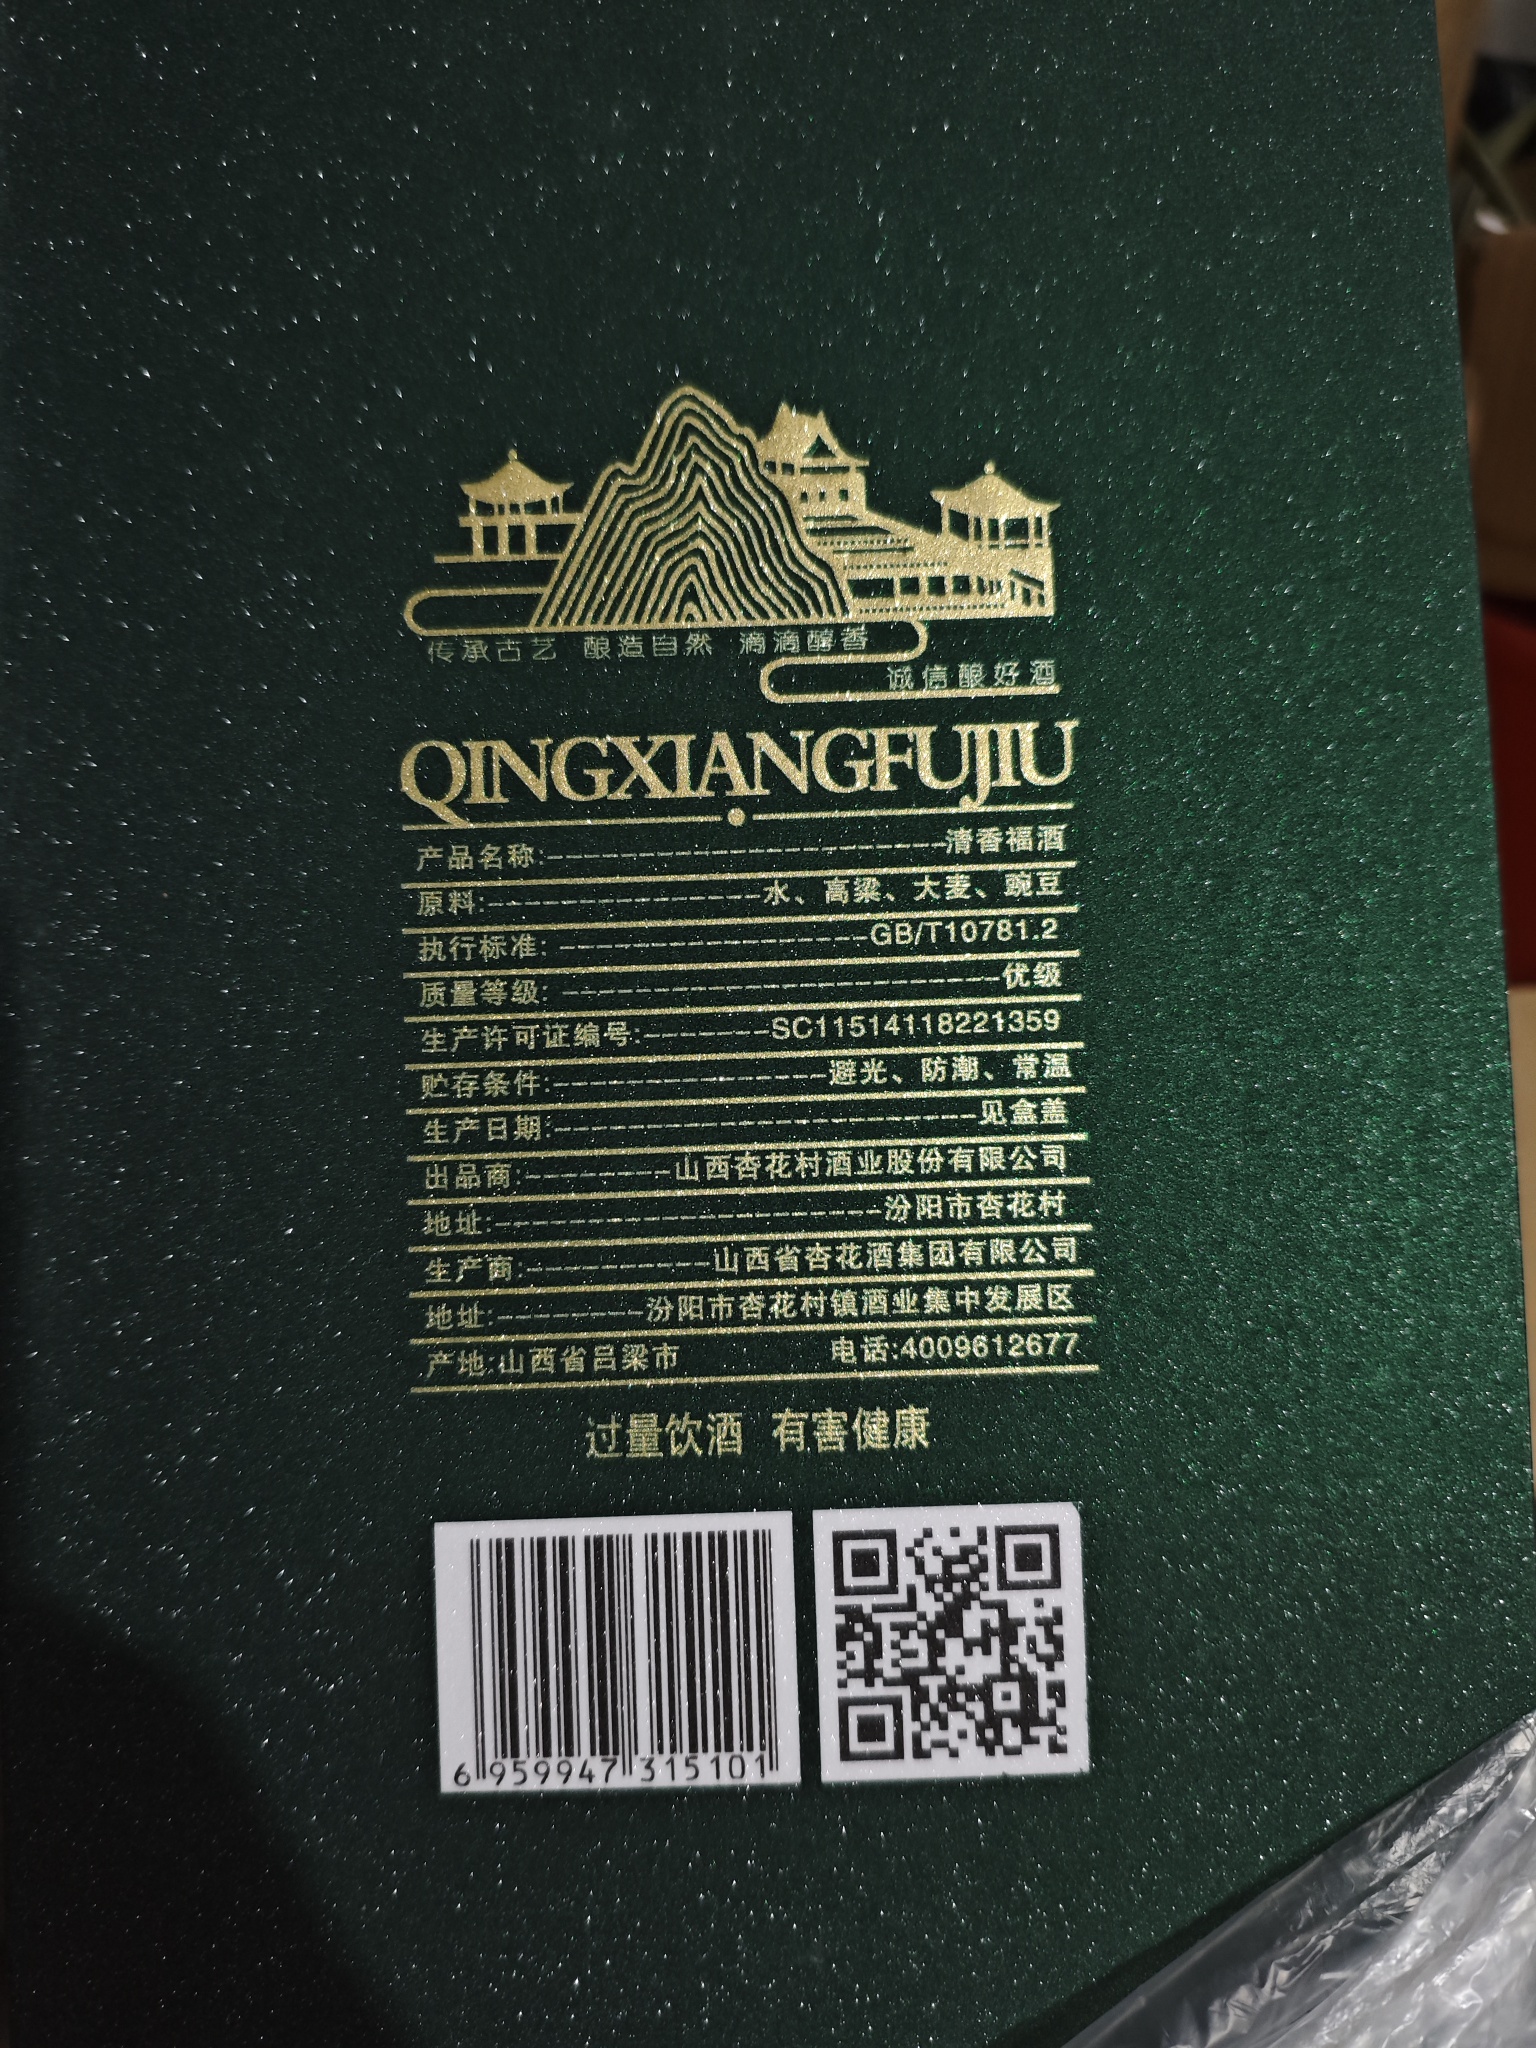 传承古艺 酿造自然 滴滴醇香
诚信酿好酒
QINGXIANGFUJIU
产品名称:----------------------清香福酒
原料:----------------水、高粱、大麦、豌豆
执行标准:------------------GB/T10781.2
质量等级:------------------------优级
生产许可证编号:-------SC11514118221359
贮存条件:----------------避光、防潮、常温
生产日期:-----------------------见盒盖
出品商:--------山西杏花村酒业股份有限公司
地址:---------------------汾阳市杏花村
生产商:----------山西省杏花酒集团有限公司
地址:--------汾阳市杏花村镇酒业集中发展区
产地:山西省吕梁市 电话:4009612677
过量饮酒 有害健康
6 959947 315101